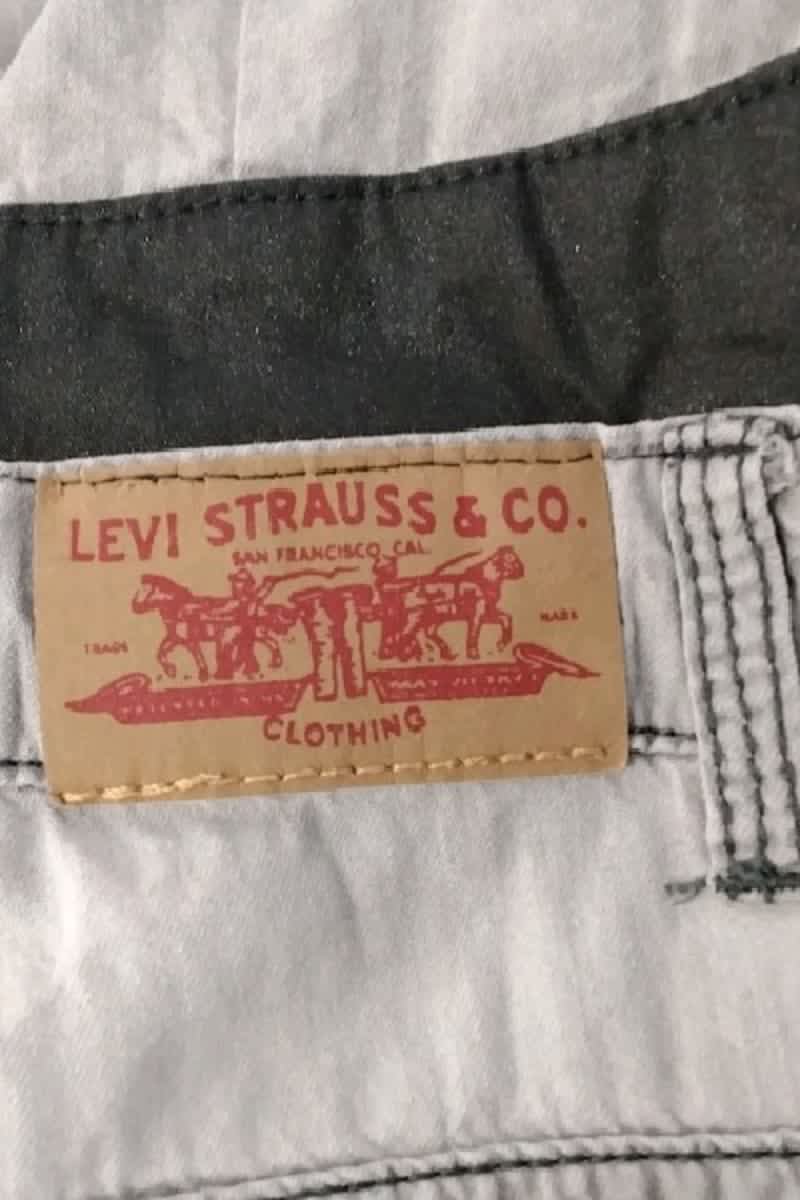 LEVI STRAUSS & CO.
SAN FRANCISCO CAL.
TRADE MARK
CLOTHING